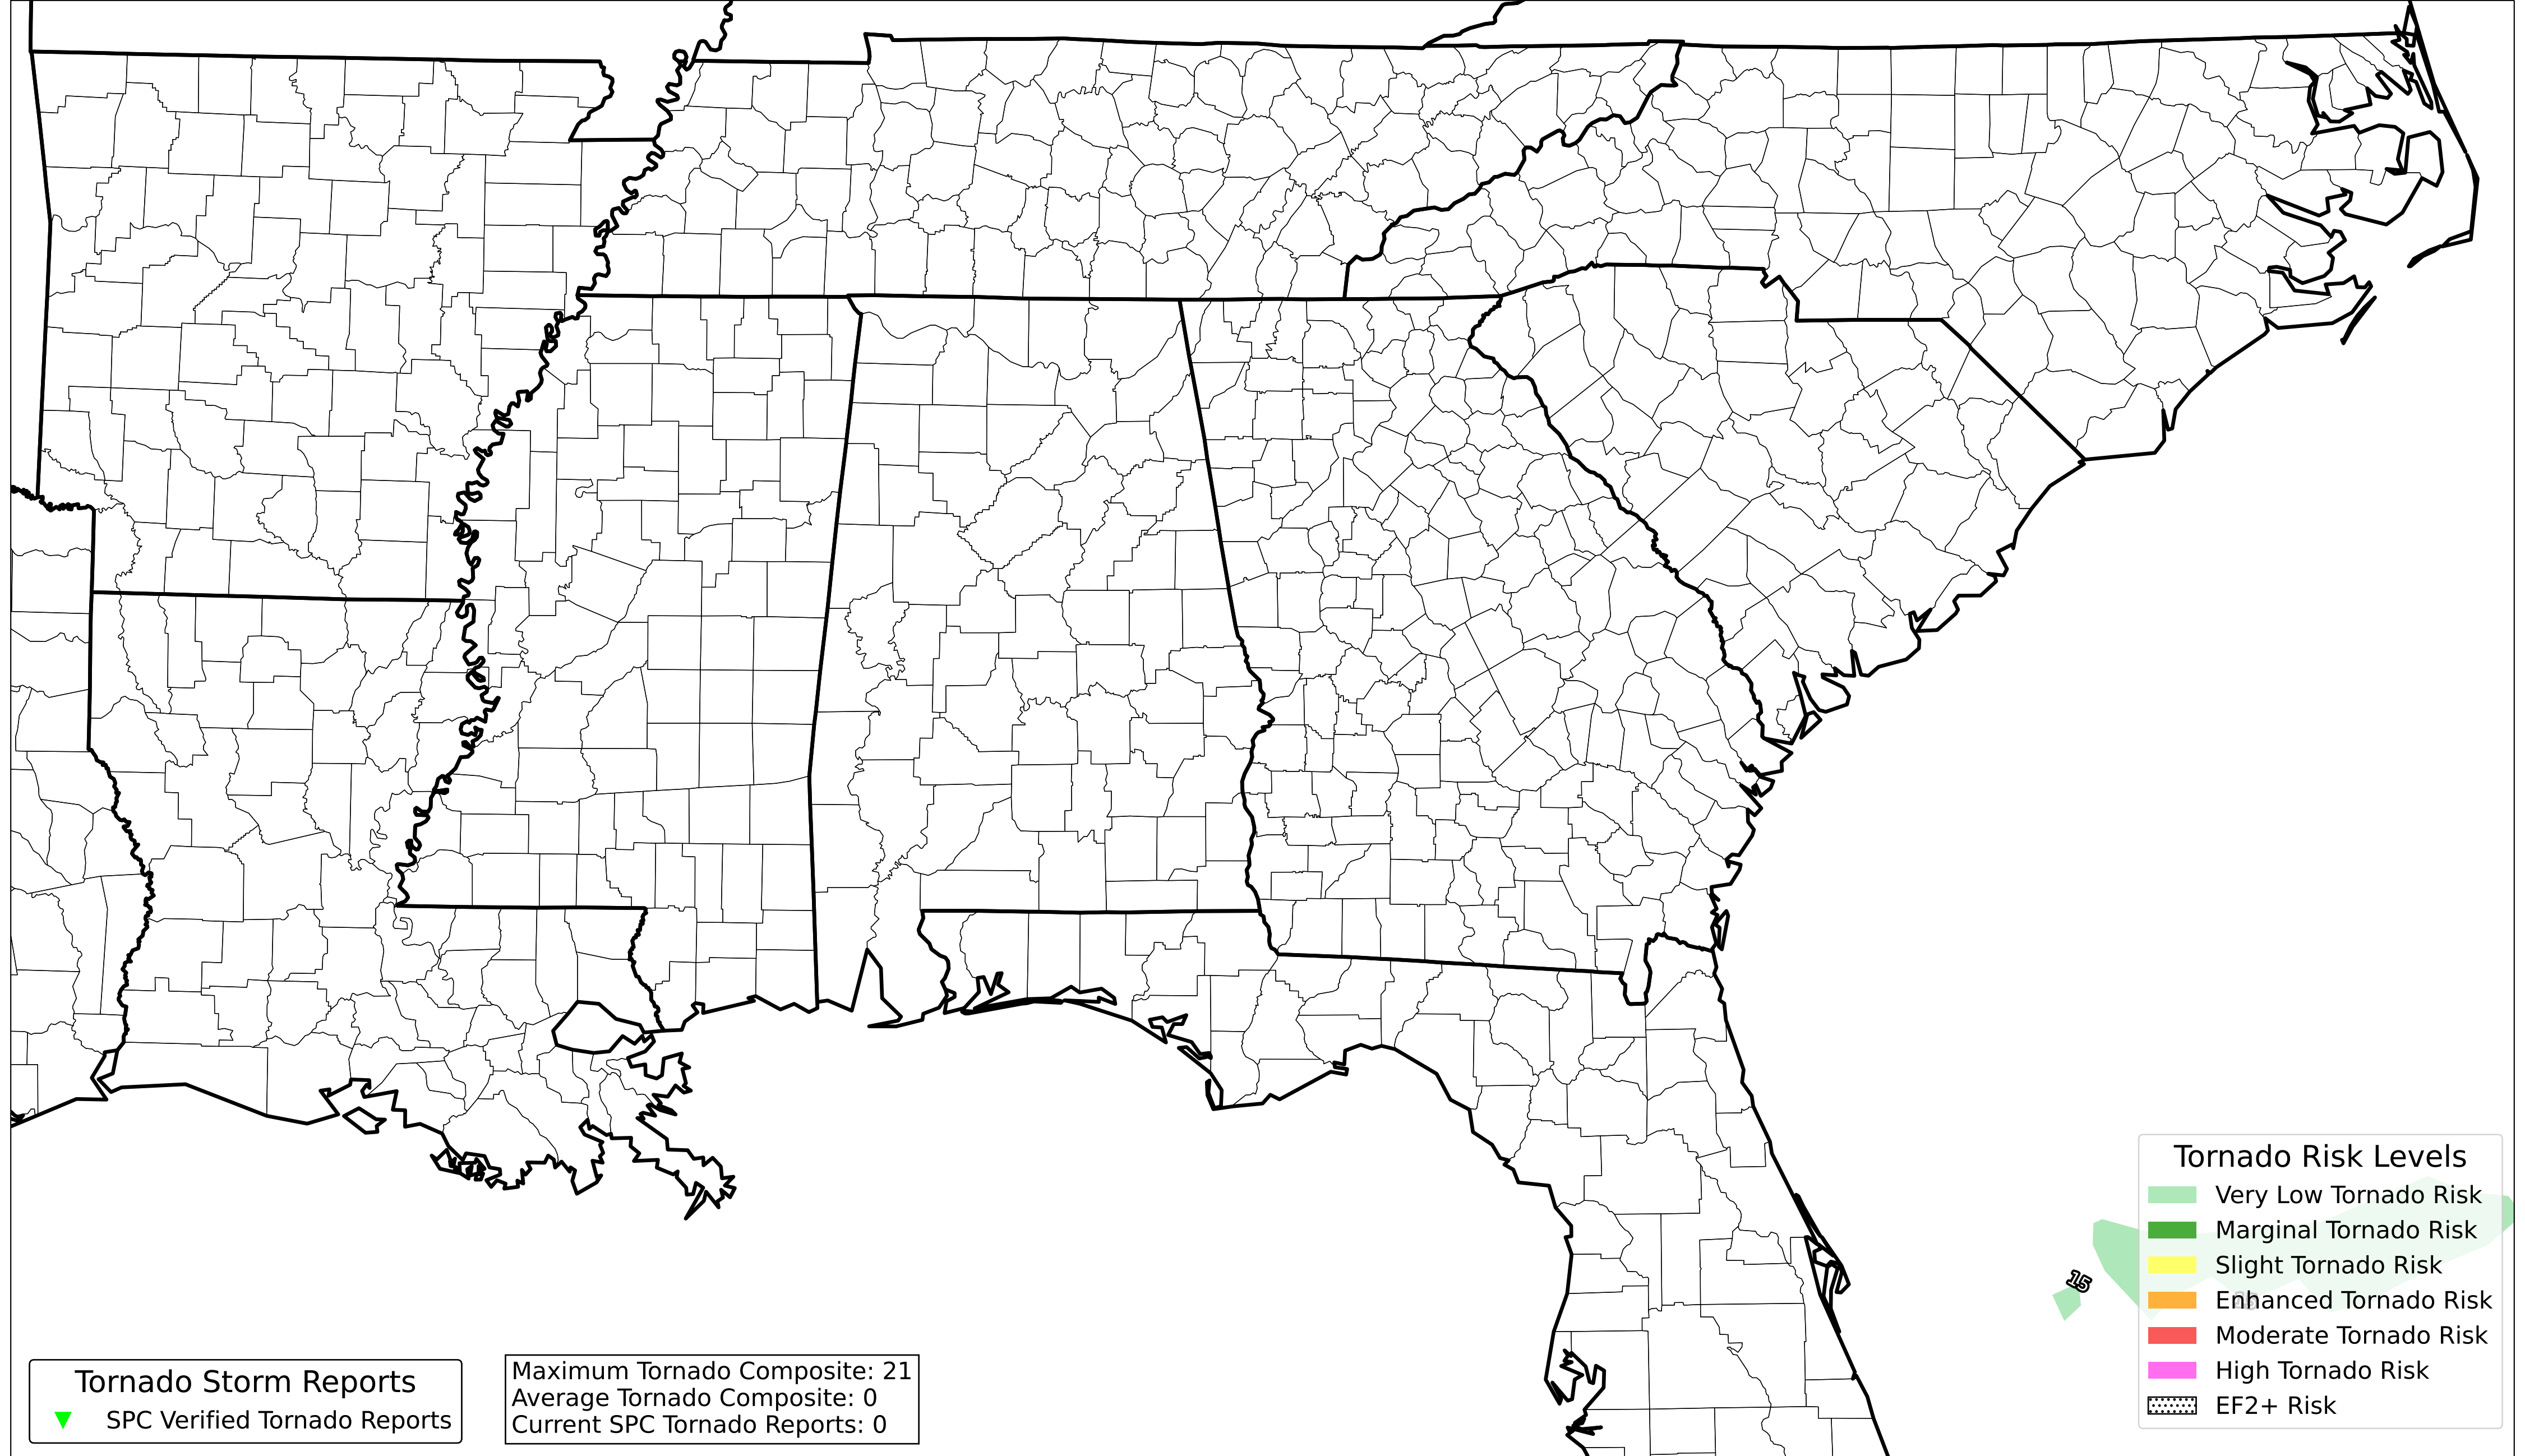 Tornado Risk Levels
Very Low Tornado Risk
Marginal Tornado Risk
Slight Tornado Risk
15
Enhanced Tornado Risk
Moderate Tornado Risk
High Tornado Risk
EF2+ Risk
Tornado Storm Reports
SPC Verified Tornado Reports
Maximum Tornado Composite: 21
Average Tornado Composite: 0
Current SPC Tornado Reports: 0